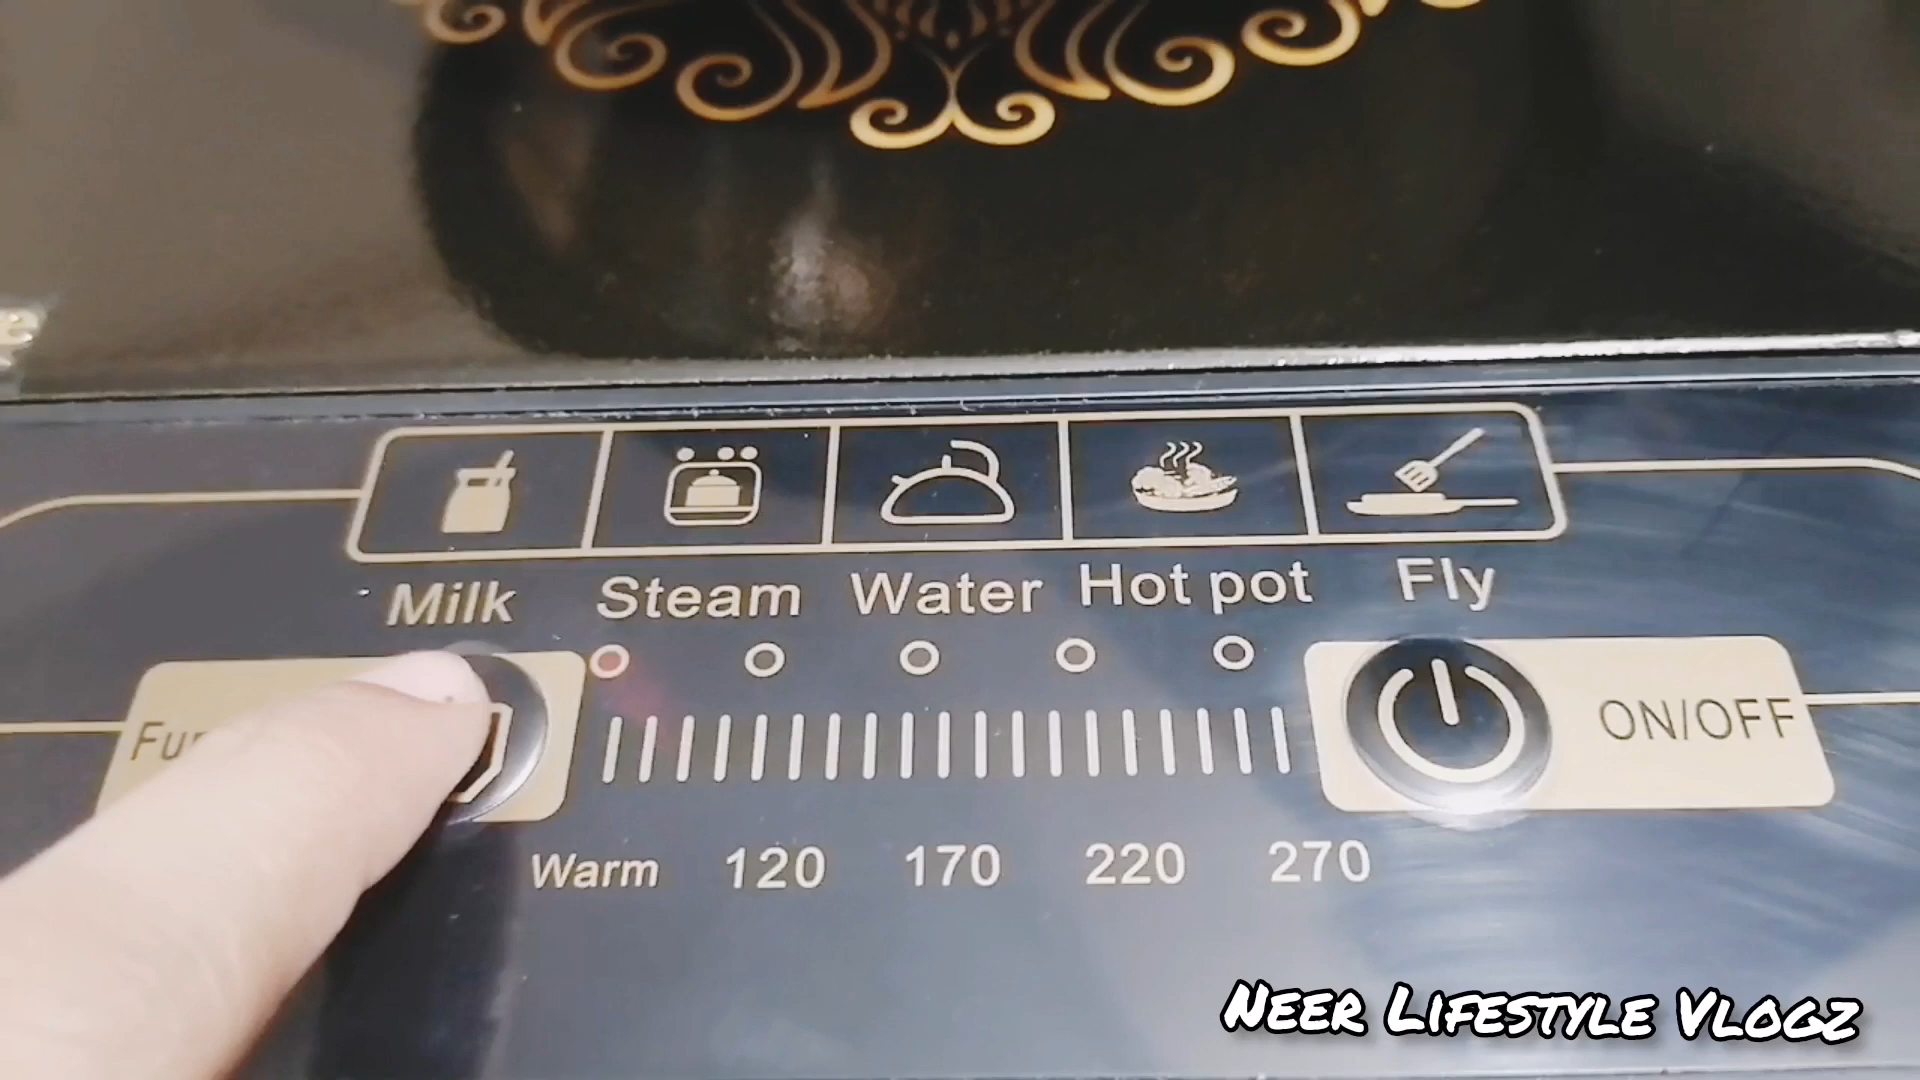 Milk Steam Water Hot pot Fly
ON/OFF
Warm 120 170 220 270
Neer Lifestyle Vlogz